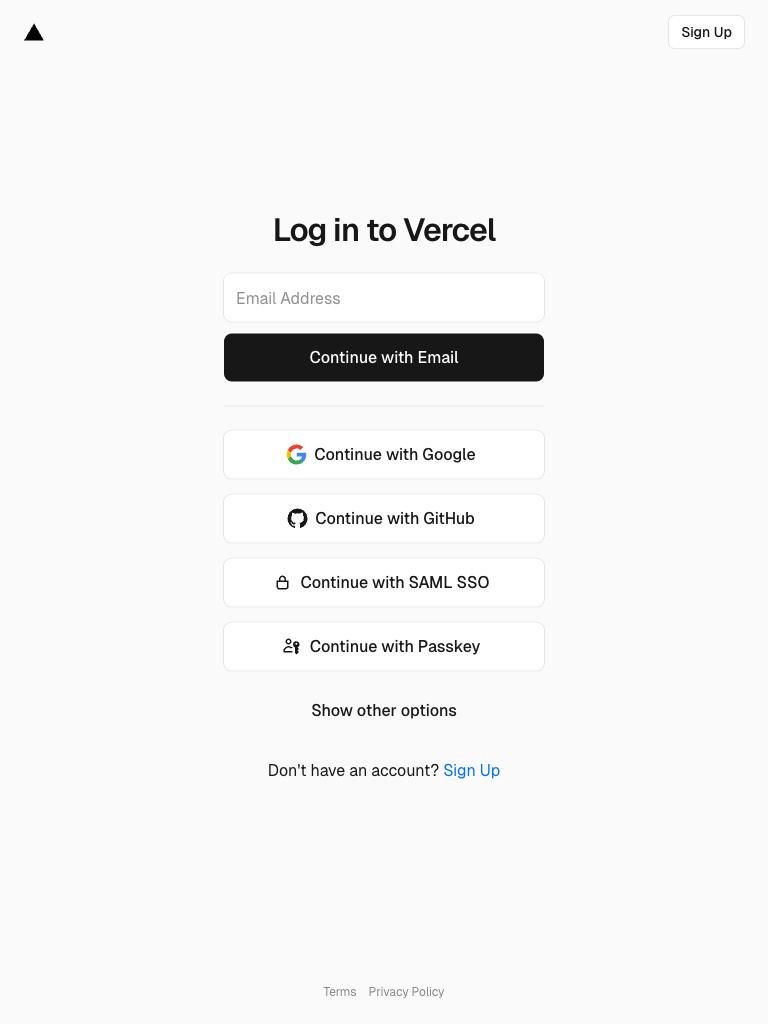 Sign Up
Log in to Vercel
Email Address
Continue with Email
Continue with Google
Continue with GitHub
Continue with SAML SSO
Continue with Passkey
Show other options
Don't have an account? Sign Up
Terms Privacy Policy